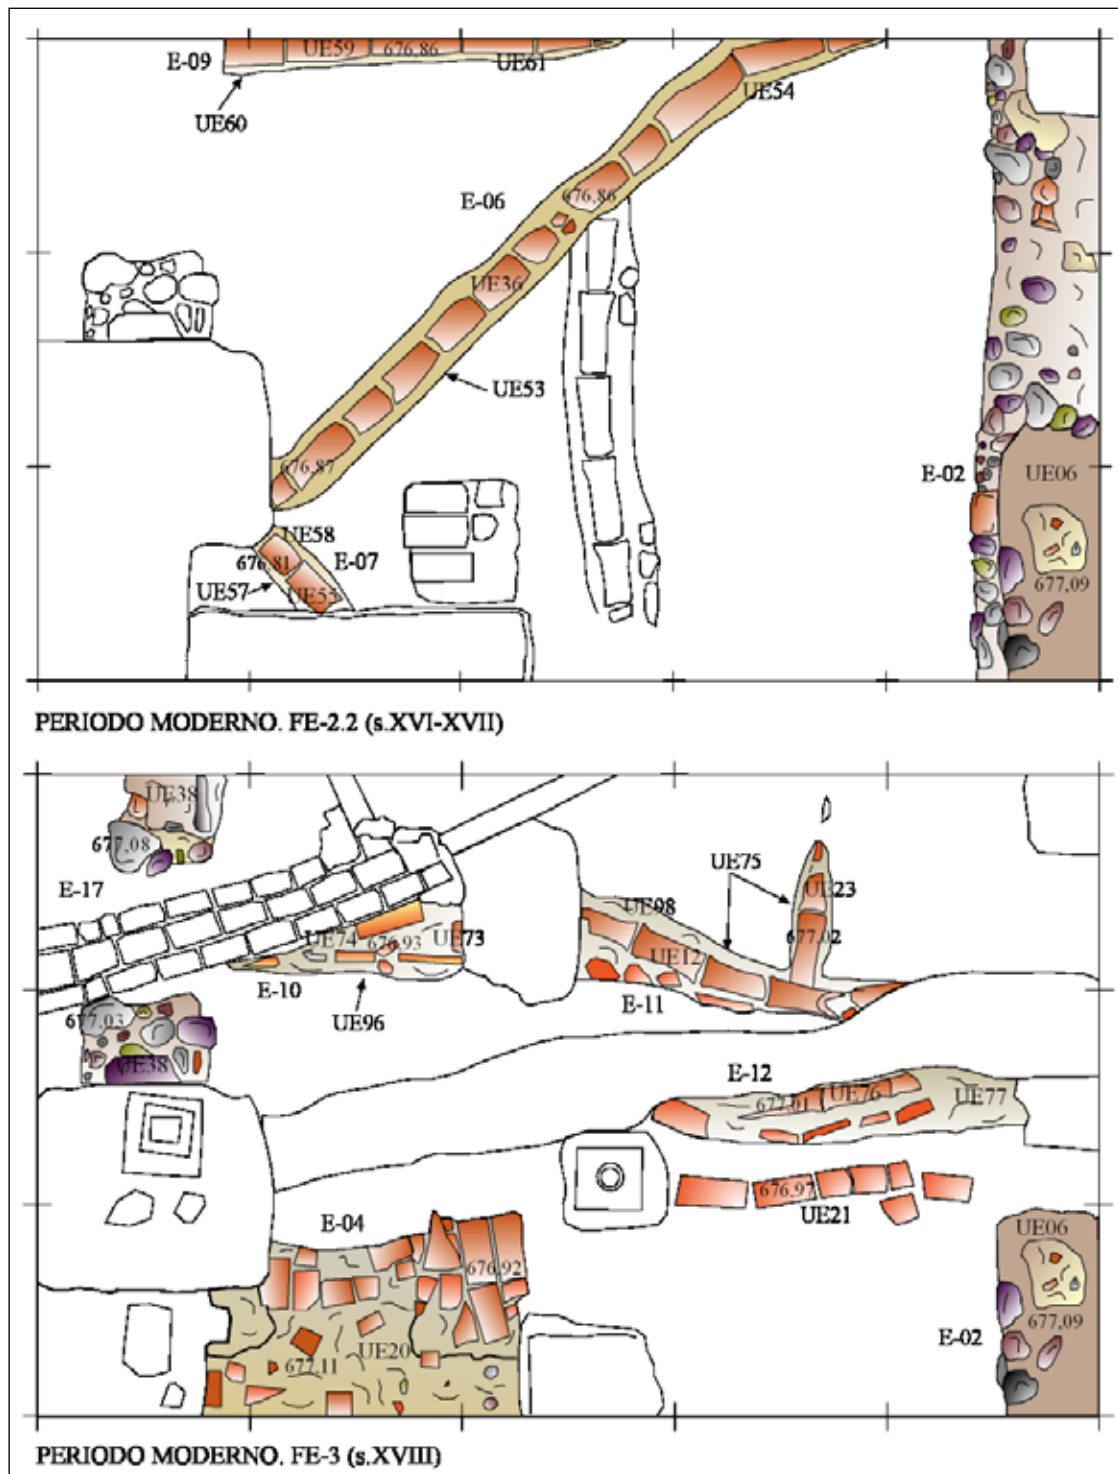 E-09
UE59
676,86
UE61
UE60
UE54
E-06
676,86
UE36
UE53
676,87
E-02
UE06
UE58
676,81
E-07
UE57
UE55
677,09
PERIODO MODERNO. FE-2.2 (s.XVI-XVII)
UE38
677,08
E-17
UE75
UE23
UE98
677,02
UE74
676,93
UE73
UE12
E-10
E-11
UE96
677,03
UE38
E-12
677,01
UE76
UE77
676,97
UE21
E-04
UE06
676,92
677,09
E-02
UE20
677,11
PERIODO MODERNO. FE-3 (s.XVIII)